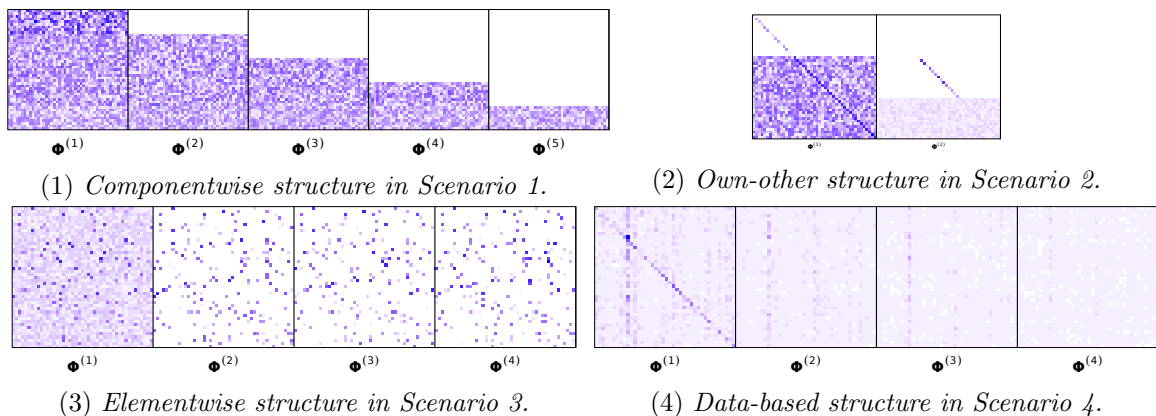 Φ(1) Φ(2) Φ(3) Φ(4) Φ(5)
(1) Componentwise structure in Scenario 1.
Φ(1) Φ(2)
(2) Own-other structure in Scenario 2.
Φ(1) Φ(2) Φ(3) Φ(4)
(3) Elementwise structure in Scenario 3.
Φ(1) Φ(2) Φ(3) Φ(4)
(4) Data-based structure in Scenario 4.